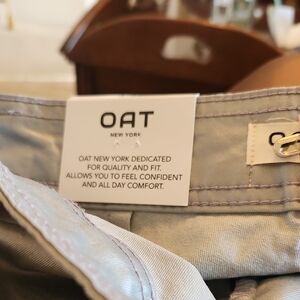 OAT
NEW YORK
OAT NEW YORK DEDICATED
FOR QUALITY AND FIT.
ALLOWS YOU TO FEEL CONFIDENT
AND ALL DAY COMFORT.